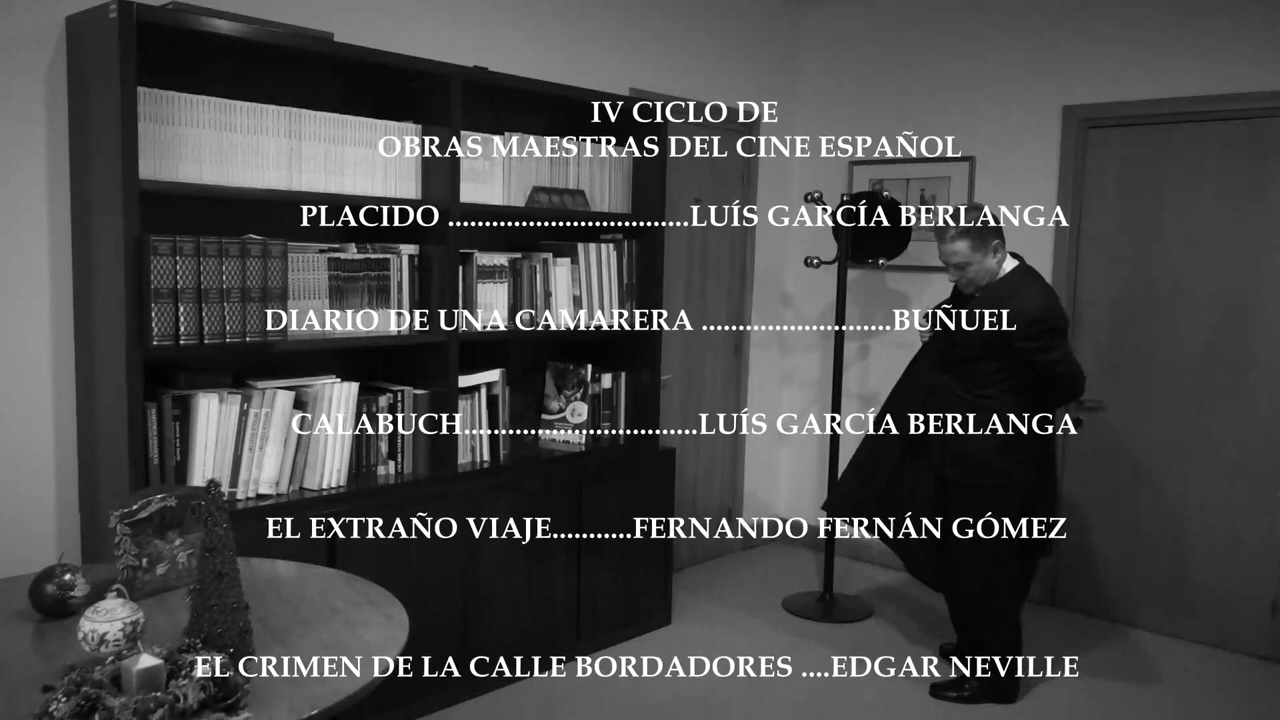 IV CICLO DE
OBRAS MAESTRAS DEL CINE ESPAÑOL
PLACIDO .................................LUÍS GARCÍA BERLANGA
DIARIO DE UNA CAMARERA ..........................BUÑUEL
CALABUCH................................LUÍS GARCÍA BERLANGA
EL EXTRAÑO VIAJE...........FERNANDO FERNÁN GÓMEZ
EL CRIMEN DE LA CALLE BORDADORES ....EDGAR NEVILLE